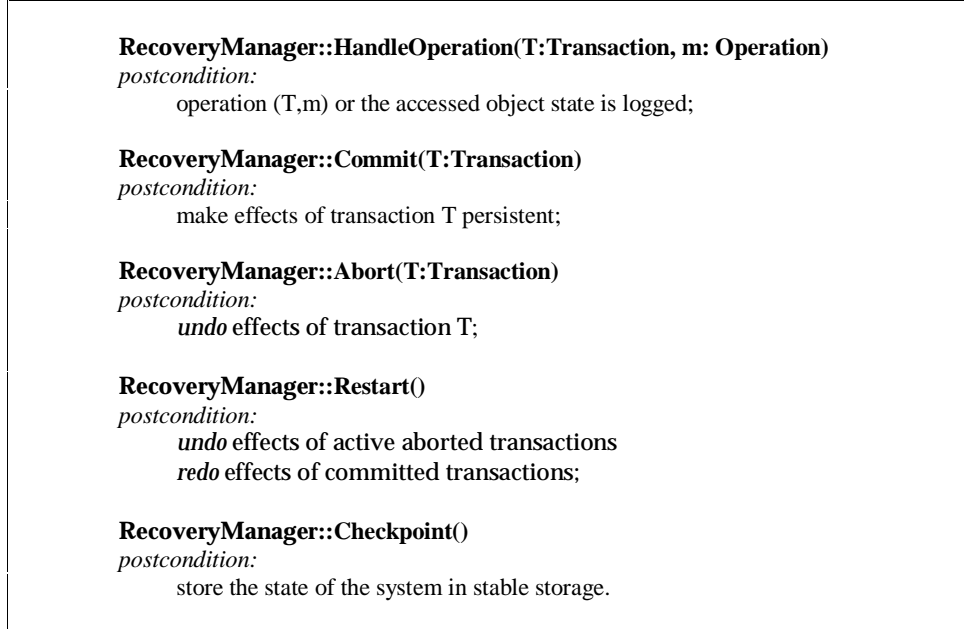 RecoveryManager::HandleOperation(T:Transaction, m: Operation)
postcondition:
operation (T,m) or the accessed object state is logged;
RecoveryManager::Commit(T:Transaction)
postcondition:
make effects of transaction T persistent;
RecoveryManager::Abort(T:Transaction)
postcondition:
undo effects of transaction T;
RecoveryManager::Restart()
postcondition:
undo effects of active aborted transactions
redo effects of committed transactions;
RecoveryManager::Checkpoint()
postcondition:
store the state of the system in stable storage.